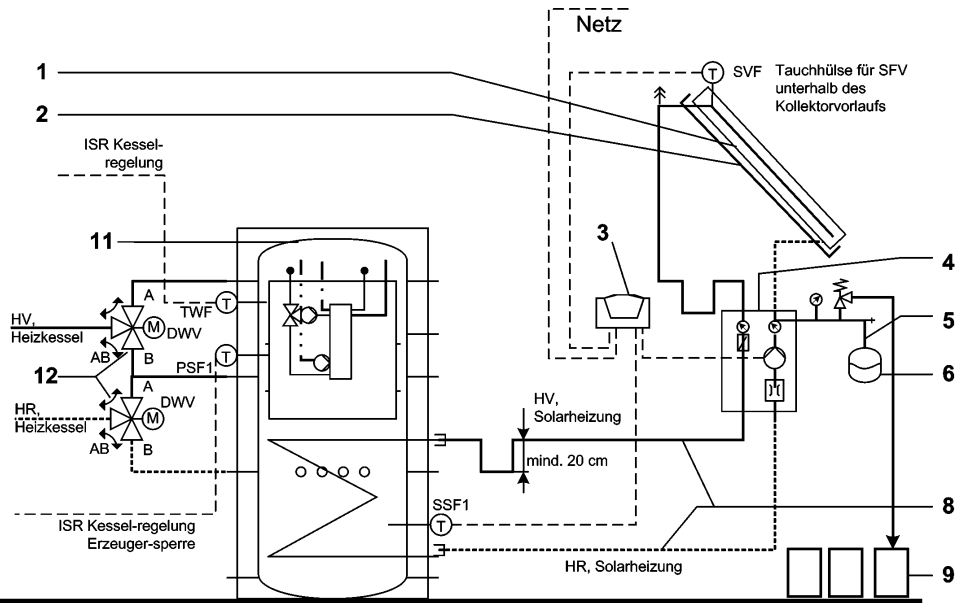 Netz
1
T
SVF
Tauchhülse für SFV
unterhalb des
Kollektorvorlaufs
2
ISR Kessel-
regelung
11
3
4
A
TWF
T
HV,
Heizkessel
M
DWV
AB
B
5
PSF1
T
6
12
A
DWV
HR,
Heizkessel
M
AB
B
HV,
Solarheizung
mind. 20 cm
SSF1
T
8
ISR Kessel-regelung
Erzeuger-sperre
HR, Solarheizung
9